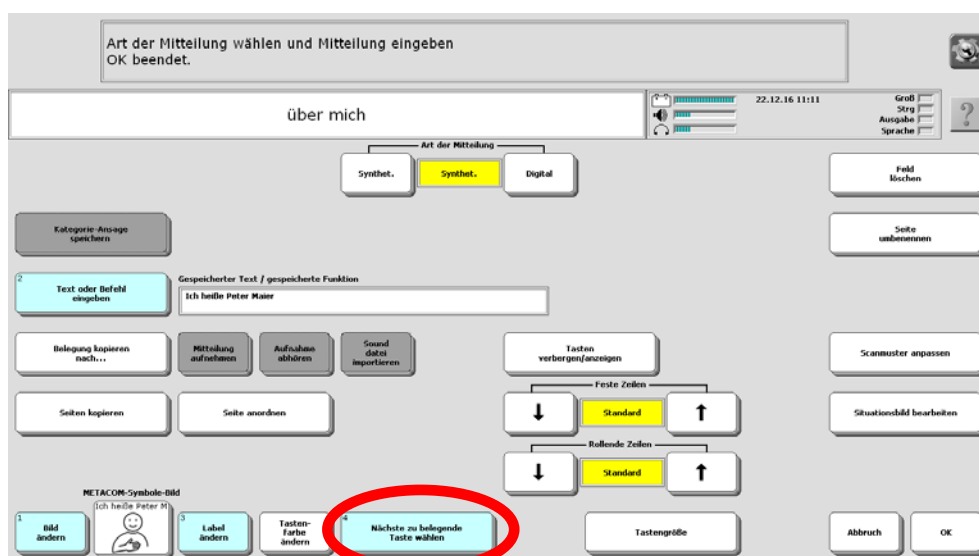 Art der Mitteilung wählen und Mitteilung eingeben
OK beendet.
über mich
22.12.16 11:11
Groß
Strg
Ausgabe
Sprache
?
Art der Mitteilung
Synthet.
Synthet.
Digital
Feld
löschen
Kategorie-Ansage
speichern
Seite
umbenennen
2
Text oder Befehl
eingeben
Gespeicherter Text / gespeicherte Funktion
Ich heiße Peter Maier
Belegung kopieren
nach...
Mitteilung
aufnehmen
Aufnahme
abhören
Sound
datei
importieren
Tasten
verbergen/anzeigen
Scanmuster anpassen
Feste Zeilen
Seiten kopieren
Seite anordnen
↓
Standard
↑
Situationsbild bearbeiten
Rollende Zeilen
↓
Standard
↑
METACOM-Symbole-Bild
Ich heiße Peter M
1
Bild
ändern
3
Label
ändern
Tasten-
farbe
ändern
4
Nächste zu belegende
Taste wählen
Tastengröße
Abbruch
OK